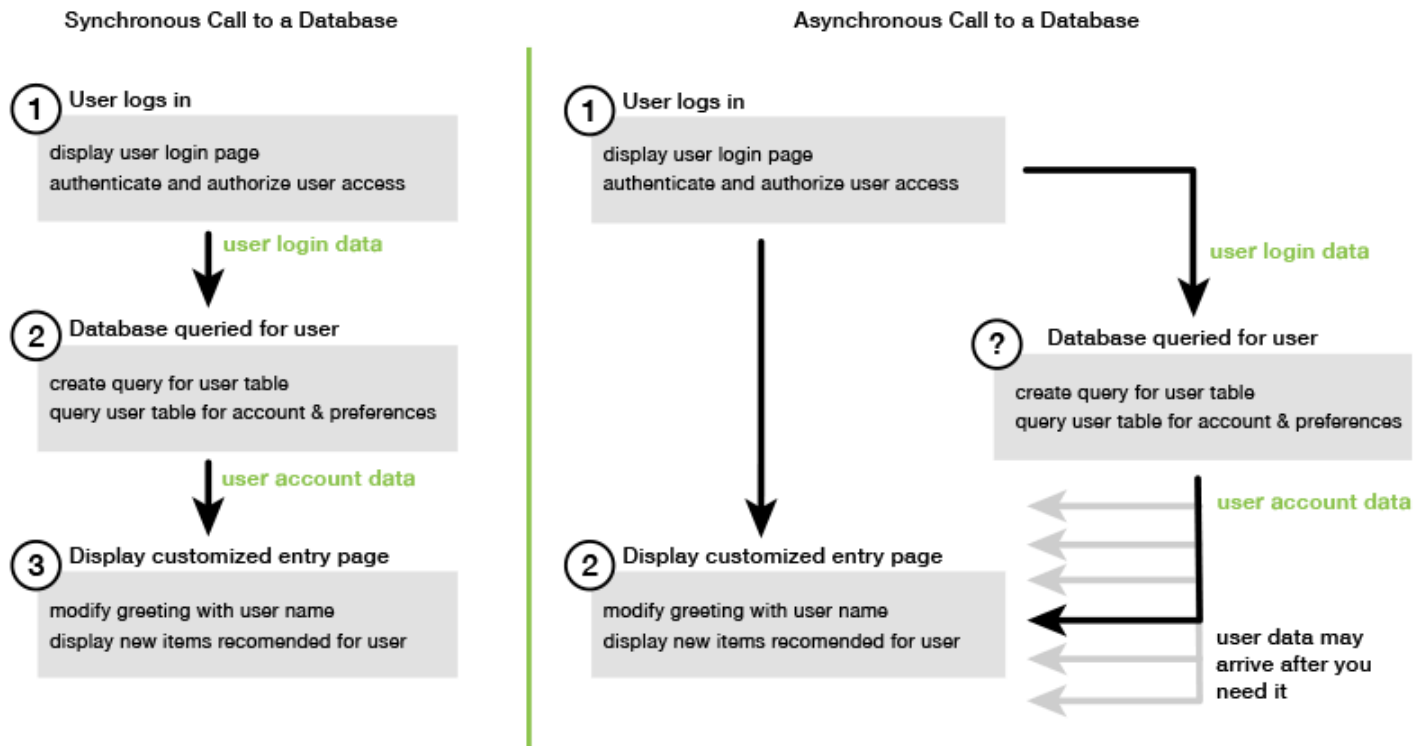 Synchronous Call to a Database
1
User logs in
display user login page
authenticate and authorize user access
user login data
2
Database queried for user
create query for user table
query user table for account & preferences
user account data
3
Display customized entry page
modify greeting with user name
display new items recomended for user
Asynchronous Call to a Database
1
User logs in
display user login page
authenticate and authorize user access
user login data
?
Database queried for user
create query for user table
query user table for account & preferences
user account data
2
Display customized entry page
modify greeting with user name
display new items recomended for user
user data may
arrive after you
need it